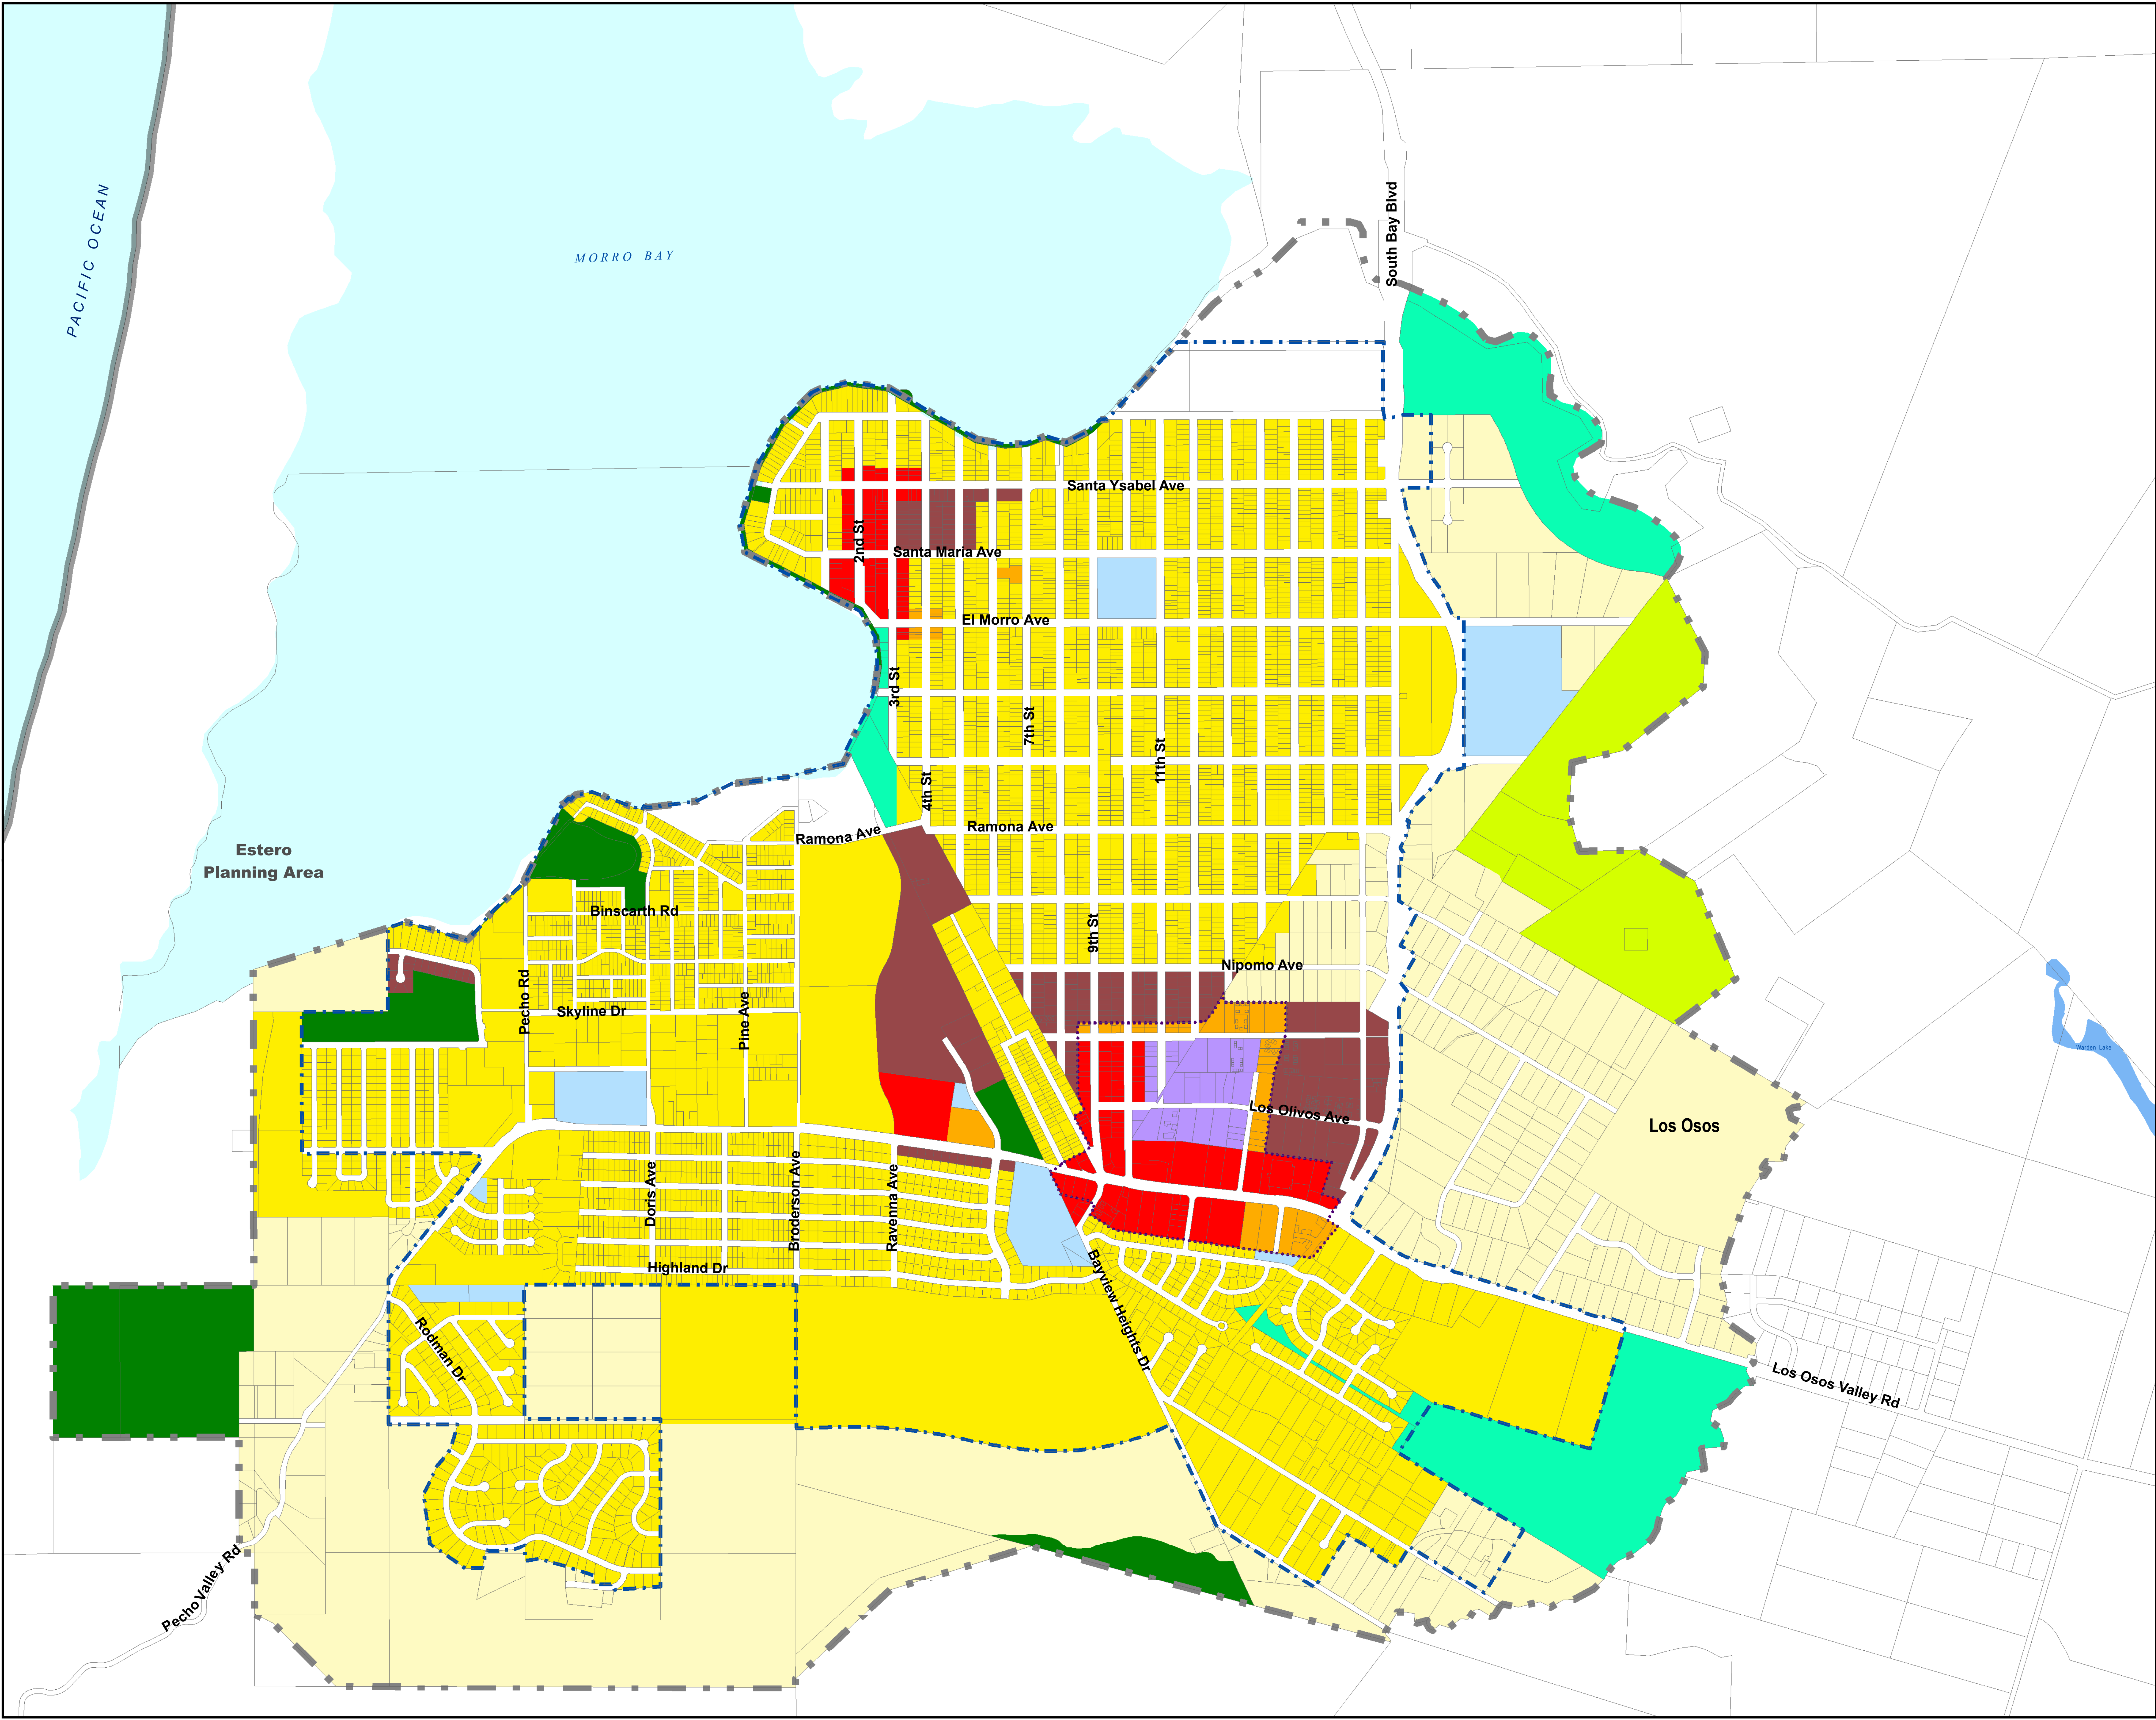 PACIFIC OCEAN
MORRO BAY
South Bay Blvd
Santa Ysabel Ave
2nd St
Santa Maria Ave
El Morro Ave
3rd St
7th St
11th St
4th St
Ramona Ave
Ramona Ave
Estero
Planning Area
Binscarth Rd
9th St
Nipomo Ave
Pecho Rd
Skyline Dr
Pine Ave
Warden Lake
Los Olivos Ave
Los Osos
Doris Ave
Broderson Ave
Ravenna Ave
Highland Dr
Bayview Heights Dr
Rodman Dr
Los Osos Valley Rd
Pecho Valley Rd